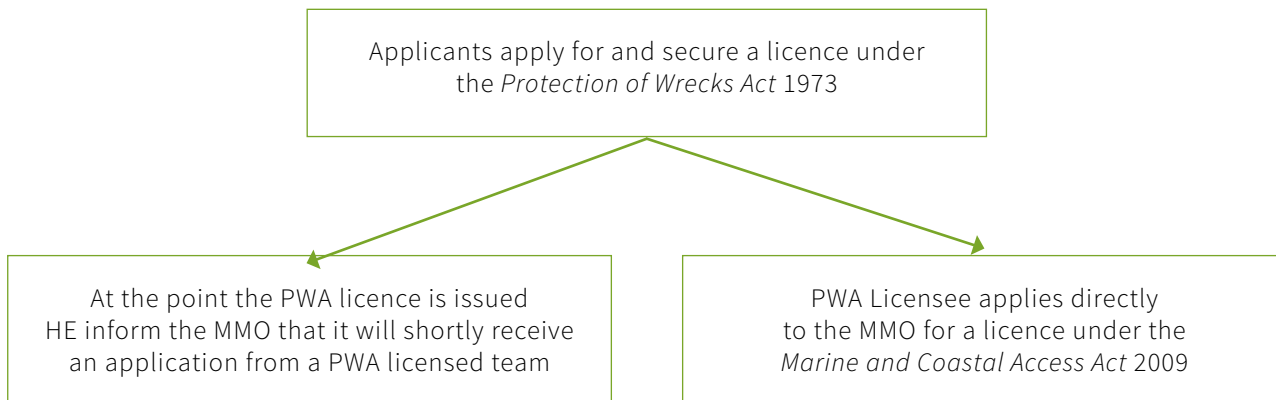 Applicants apply for and secure a licence under
the Protection of Wrecks Act 1973
At the point the PWA licence is issued
HE inform the MMO that it will shortly receive
an application from a PWA licensed team
PWA Licensee applies directly
to the MMO for a licence under the
Marine and Coastal Access Act 2009